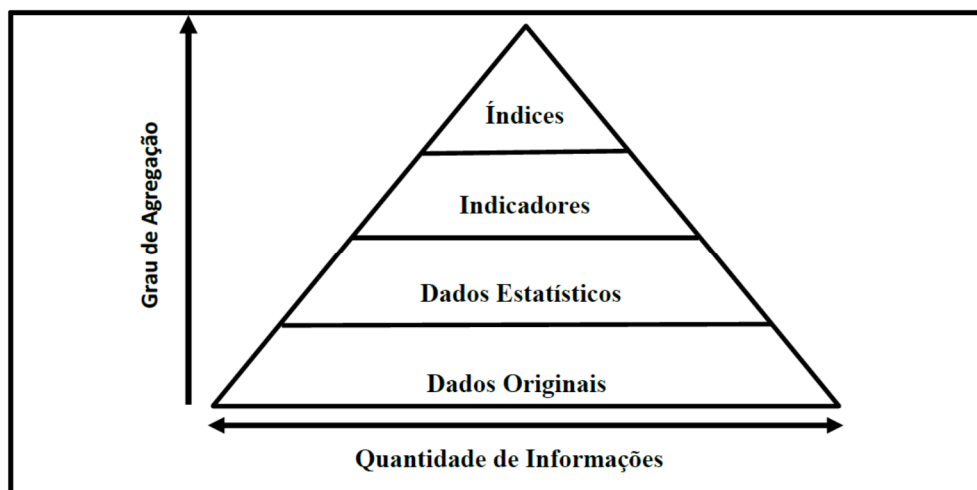 Grau de Agregação
Índices
Indicadores
Dados Estatísticos
Dados Originais
Quantidade de Informações